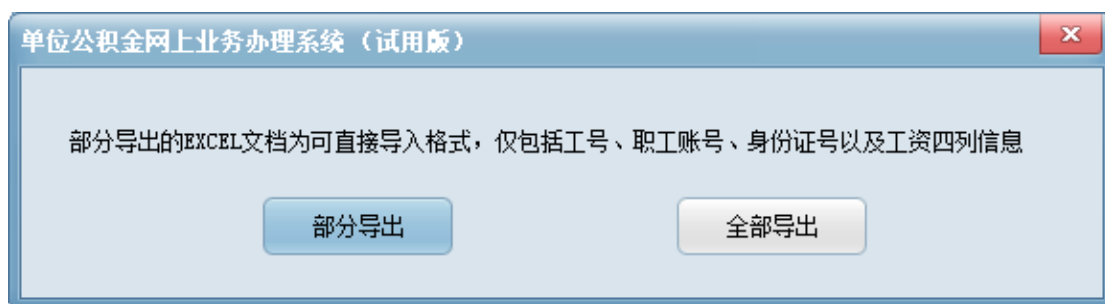 单位公积金网上业务办理系统（试用版）
部分导出的EXCEL文档为可直接导入格式，仅包括工号、职工账号、身份证号以及工资四列信息
部分导出
全部导出